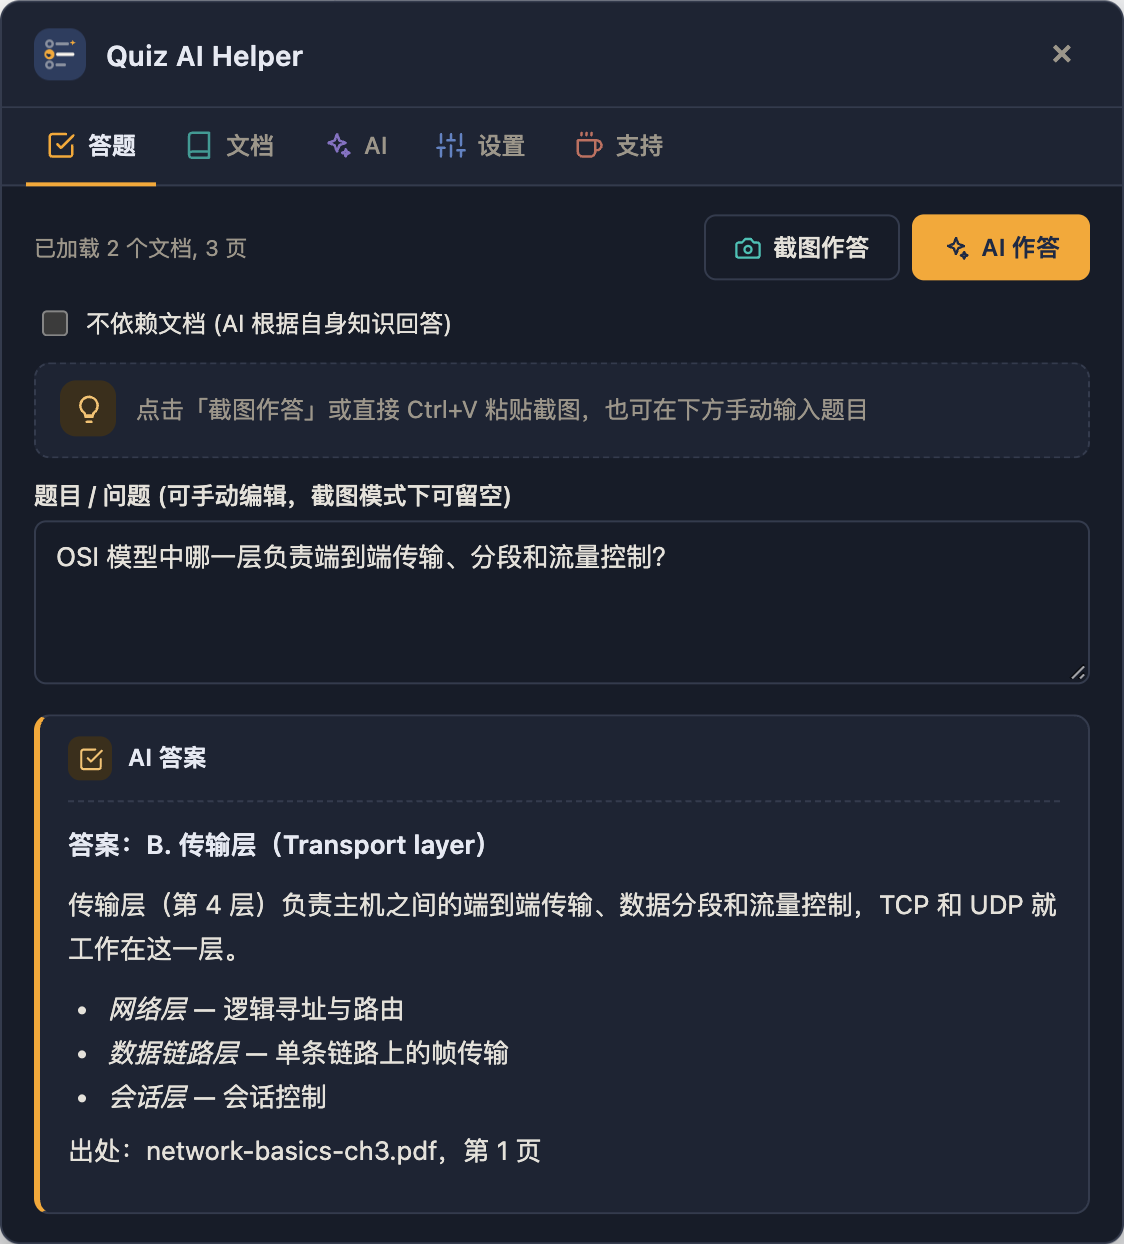 Quiz AI Helper
答题
文档
AI
设置
支持
已加载 2 个文档, 3 页
截图作答
AI 作答
不依赖文档 (AI 根据自身知识回答)
点击「截图作答」或直接 Ctrl+V 粘贴截图，也可在下方手动输入题目
题目 / 问题 (可手动编辑，截图模式下可留空)
OSI 模型中哪一层负责端到端传输、分段和流量控制?
AI 答案
答案：B. 传输层（Transport layer）
传输层（第 4 层）负责主机之间的端到端传输、数据分段和流量控制，TCP 和 UDP 就
工作在这一层。
• 网络层 — 逻辑寻址与路由
• 数据链路层 — 单条链路上的帧传输
• 会话层 — 会话控制
出处：network-basics-ch3.pdf，第 1 页